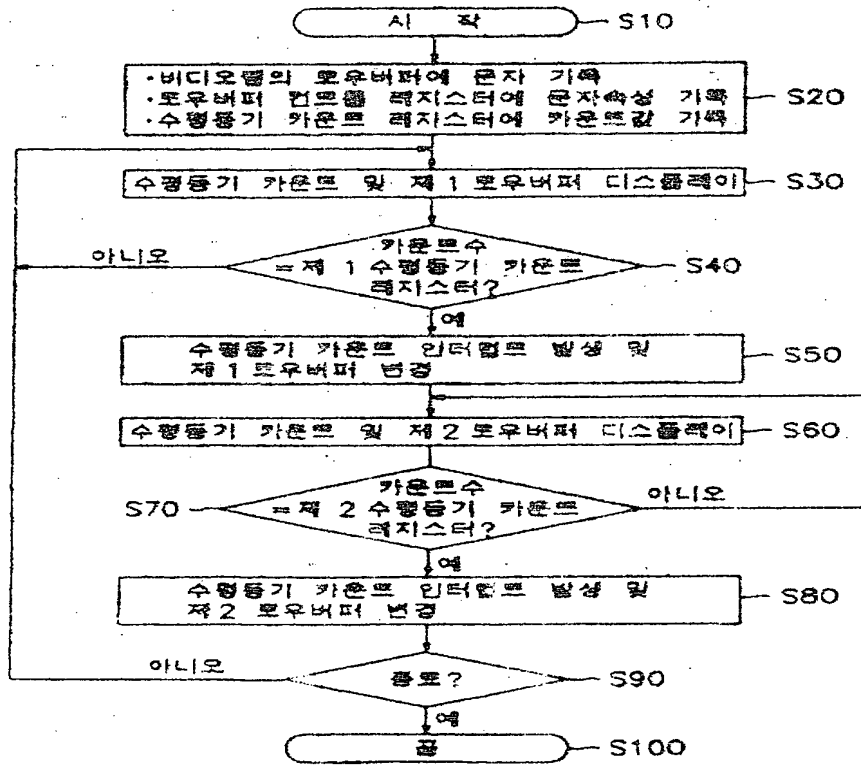 시 작 S10
·비디오램의 로우버퍼에 문자 기록
·로우버퍼 컨트롤 레지스터에 문자속성 기록 S20
·수평동기 카운트 레지스터에 카운트값 기록
수평동기 카운트 및 제1 로우버퍼 디스플레이 S30
카운트수
아니오 = 제 1 수평동기 카운트 S40
레지스터?
예
수평동기 카운트 인터럽트 발생 및 S50
제1 로우버퍼 변경
수평동기 카운트 및 제2 로우버퍼 디스플레이 S60
카운트수
S70 = 제 2 수평동기 카운트 아니오
레지스터?
예
수평동기 카운트 인터럽트 발생 및 S80
제2 로우버퍼 변경
아니오 종료? S90
예
끝 S100